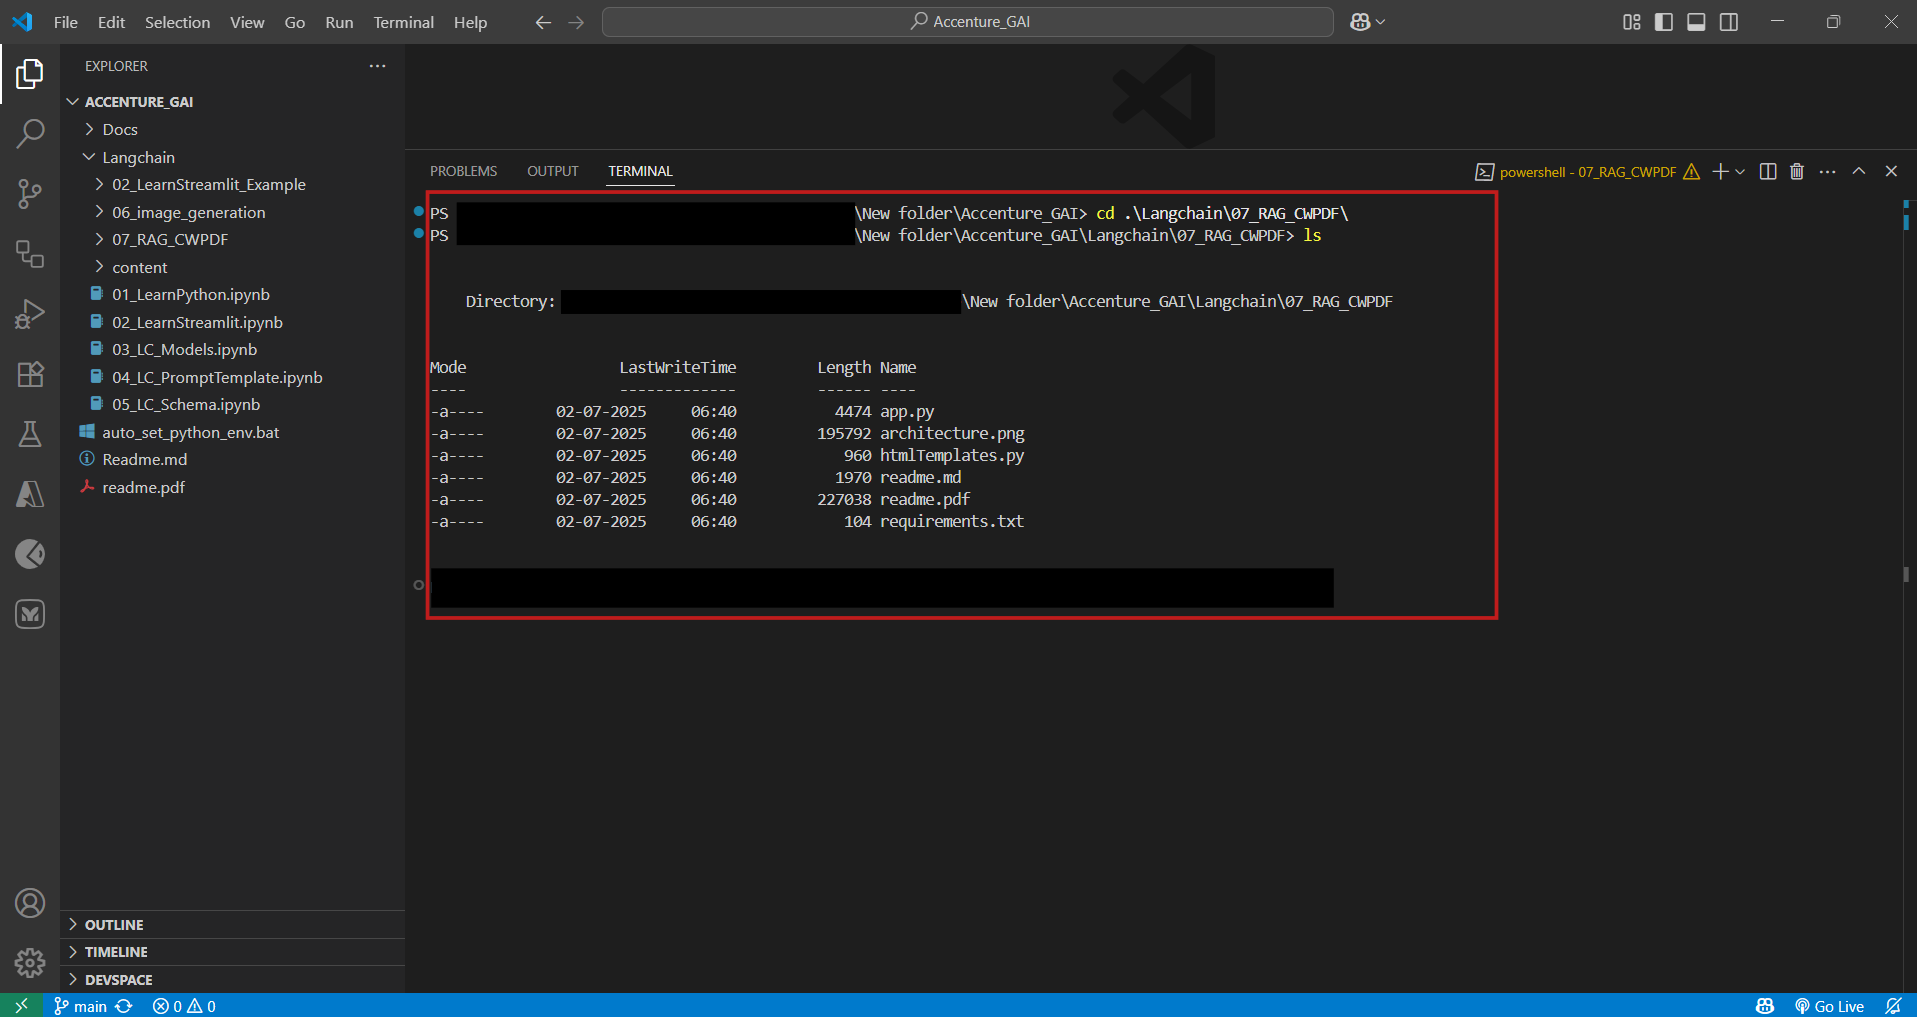 File Edit Selection View Go Run Terminal Help
Accenture_GAI
EXPLORER
ACCENTURE_GAI
Docs
Langchain
02_LearnStreamlit_Example
06_image_generation
07_RAG_CWPDF
content
01_LearnPython.ipynb
02_LearnStreamlit.ipynb
03_LC_Models.ipynb
04_LC_PromptTemplate.ipynb
05_LC_Schema.ipynb
auto_set_python_env.bat
Readme.md
readme.pdf
OUTLINE
TIMELINE
DEVSPACE
PROBLEMS OUTPUT TERMINAL
powershell - 07_RAG_CWPDF
PS \New folder\Accenture_GAI> cd .\Langchain\07_RAG_CWPDF\
PS \New folder\Accenture_GAI\Langchain\07_RAG_CWPDF> ls
Directory: \New folder\Accenture_GAI\Langchain\07_RAG_CWPDF
Mode LastWriteTime Length Name
---- ------------- ------ ----
-a---- 02-07-2025 06:40 4474 app.py
-a---- 02-07-2025 06:40 195792 architecture.png
-a---- 02-07-2025 06:40 960 htmlTemplates.py
-a---- 02-07-2025 06:40 1970 readme.md
-a---- 02-07-2025 06:40 227038 readme.pdf
-a---- 02-07-2025 06:40 104 requirements.txt
main 0 0
Go Live